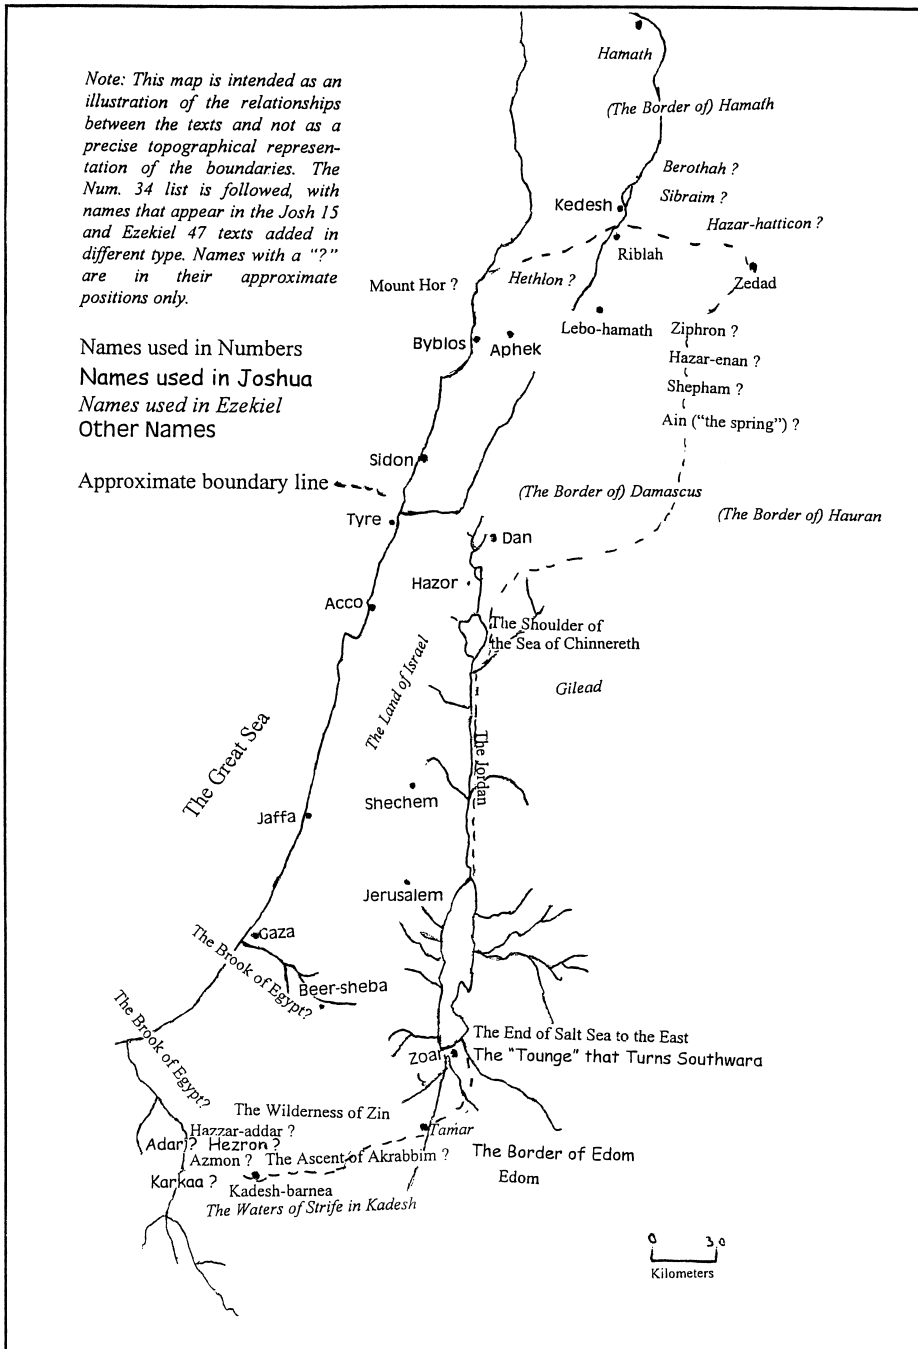 Note: This map is intended as an
illustration of the relationships
between the texts and not as a
precise topographical represen-
tation of the boundaries. The
Num. 34 list is followed, with
names that appear in the Josh 15
and Ezekiel 47 texts added in
different type. Names with a "?"
are in their approximate
positions only.
Names used in Numbers
Names used in Joshua
Names used in Ezekiel
Other Names
Approximate boundary line
Hamath
(The Border of) Hamath
Berothah ?
Sibraim ?
Kedesh
Hazar-hatticon ?
Riblah
Hethlon ?
Mount Hor ?
Zedad
Lebo-hamath
Ziphron ?
Byblos
Aphek
Hazar-enan ?
Shepham ?
Ain ("the spring") ?
Sidon
(The Border of) Damascus
(The Border of) Hauran
Tyre
Dan
Hazor
Acco
The Shoulder of
the Sea of Chinnereth
The Land of Israel
Gilead
The Great Sea
The Jordan
Shechem
Jaffa
Jerusalem
Gaza
The Brook of Egypt?
Beer-sheba
The Brook of Egypt?
The End of Salt Sea to the East
Zoar
The "Tounge" that Turns Southwara
The Wilderness of Zin
Tamar
Hazzar-addar ?
Adar ? Hezron ?
Azmon ? The Ascent of Akrabbim ?
The Border of Edom
Edom
Karkaa ?
Kadesh-barnea
The Waters of Strife in Kadesh
0 30
Kilometers